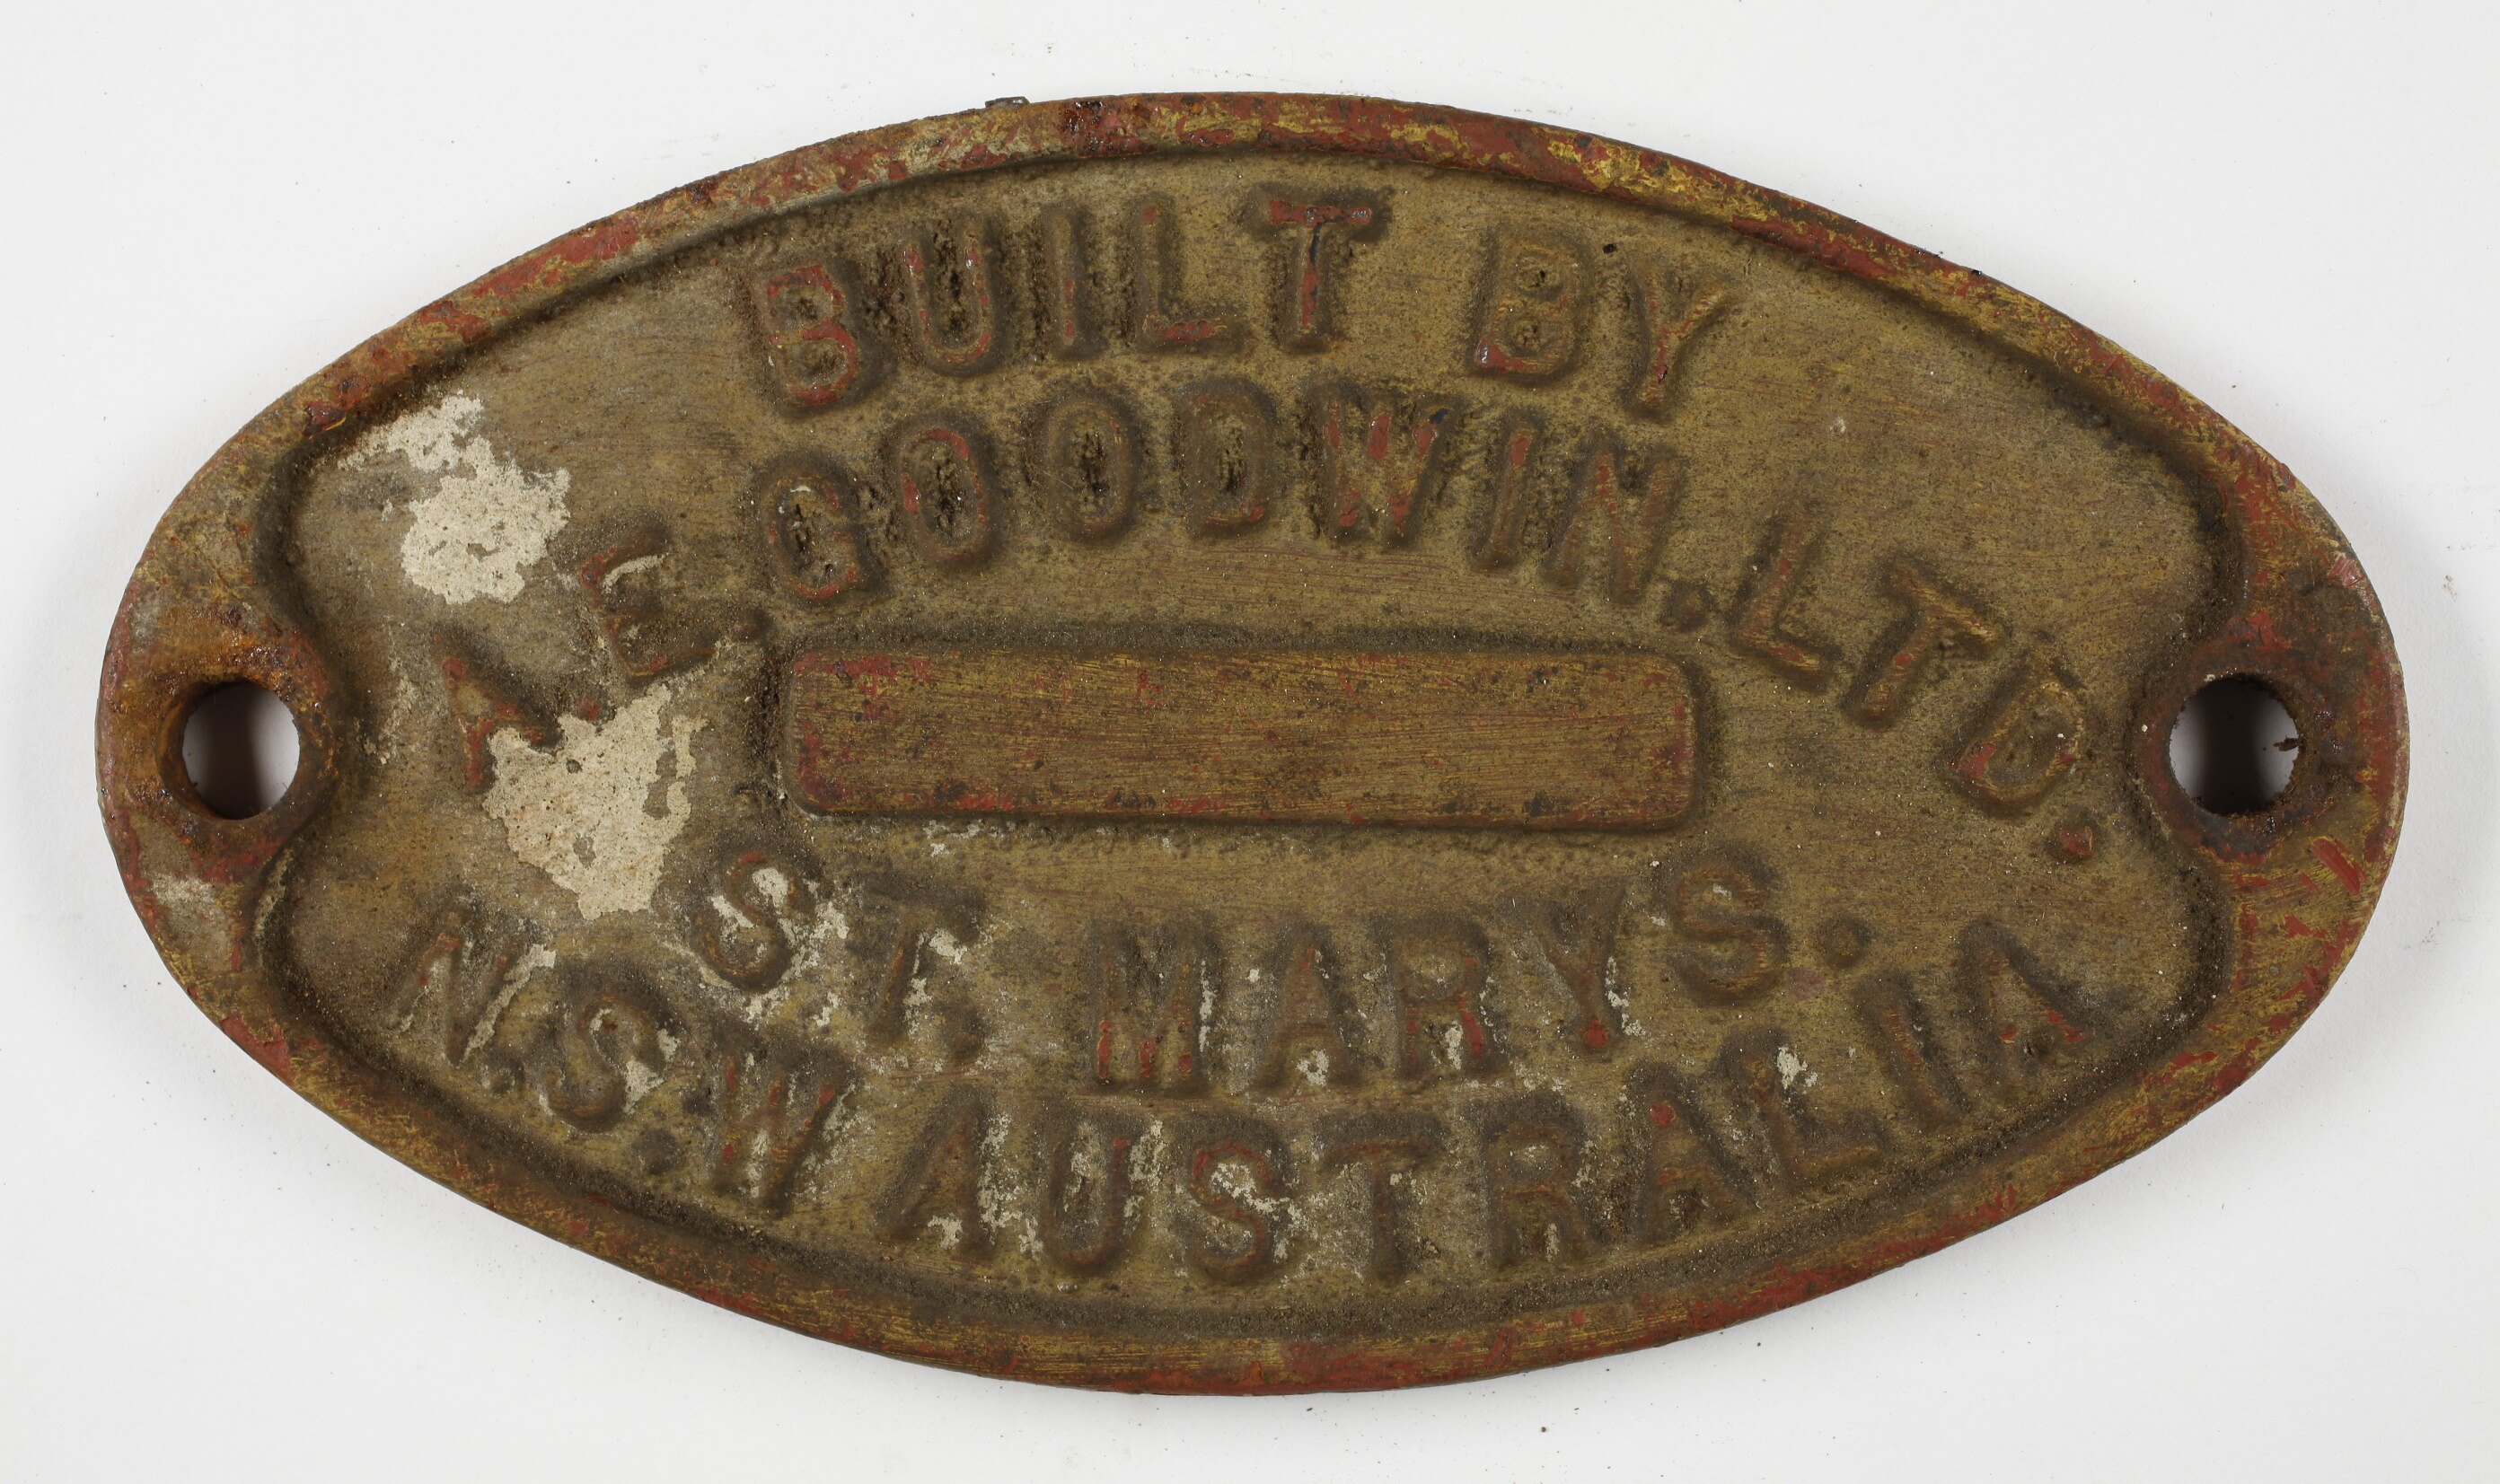 BUILT BY
A.E.GOODWIN.LTD.
ST. MARYS.
N.S.W AUSTRALIA